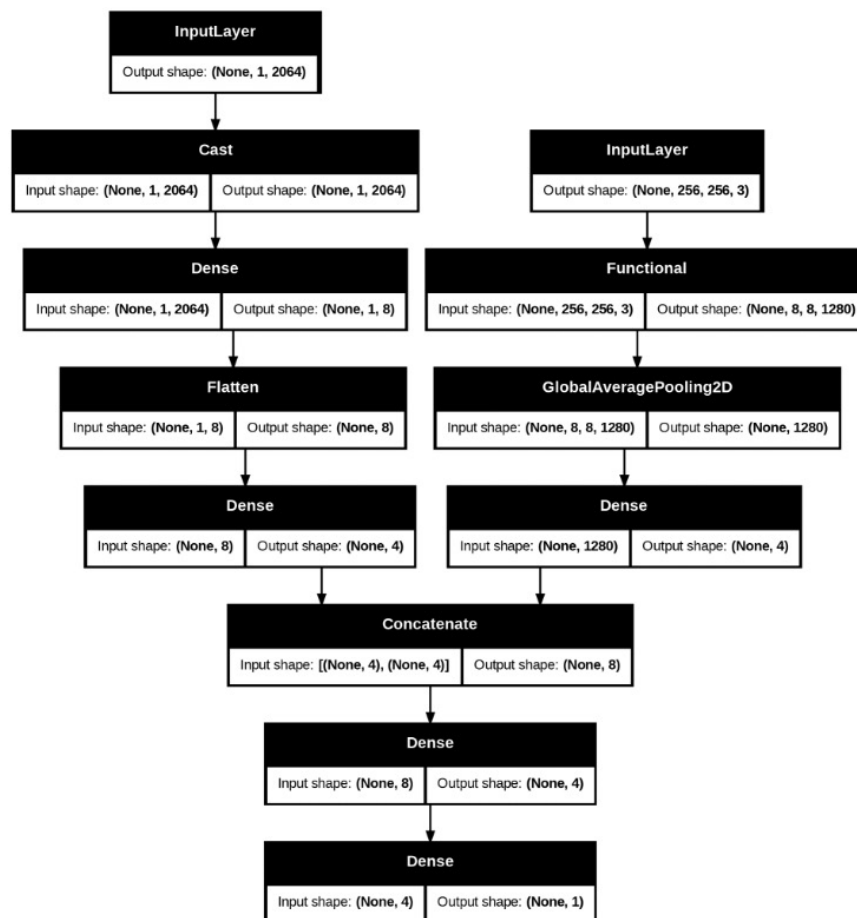 InputLayer
Output shape: (None, 1, 2064)
Cast
Input shape: (None, 1, 2064) Output shape: (None, 1, 2064)
InputLayer
Output shape: (None, 256, 256, 3)
Dense
Input shape: (None, 1, 2064) Output shape: (None, 1, 8)
Functional
Input shape: (None, 256, 256, 3) Output shape: (None, 8, 8, 1280)
Flatten
Input shape: (None, 1, 8) Output shape: (None, 8)
GlobalAveragePooling2D
Input shape: (None, 8, 8, 1280) Output shape: (None, 1280)
Dense
Input shape: (None, 8) Output shape: (None, 4)
Dense
Input shape: (None, 1280) Output shape: (None, 4)
Concatenate
Input shape: [(None, 4), (None, 4)] Output shape: (None, 8)
Dense
Input shape: (None, 8) Output shape: (None, 4)
Dense
Input shape: (None, 4) Output shape: (None, 1)